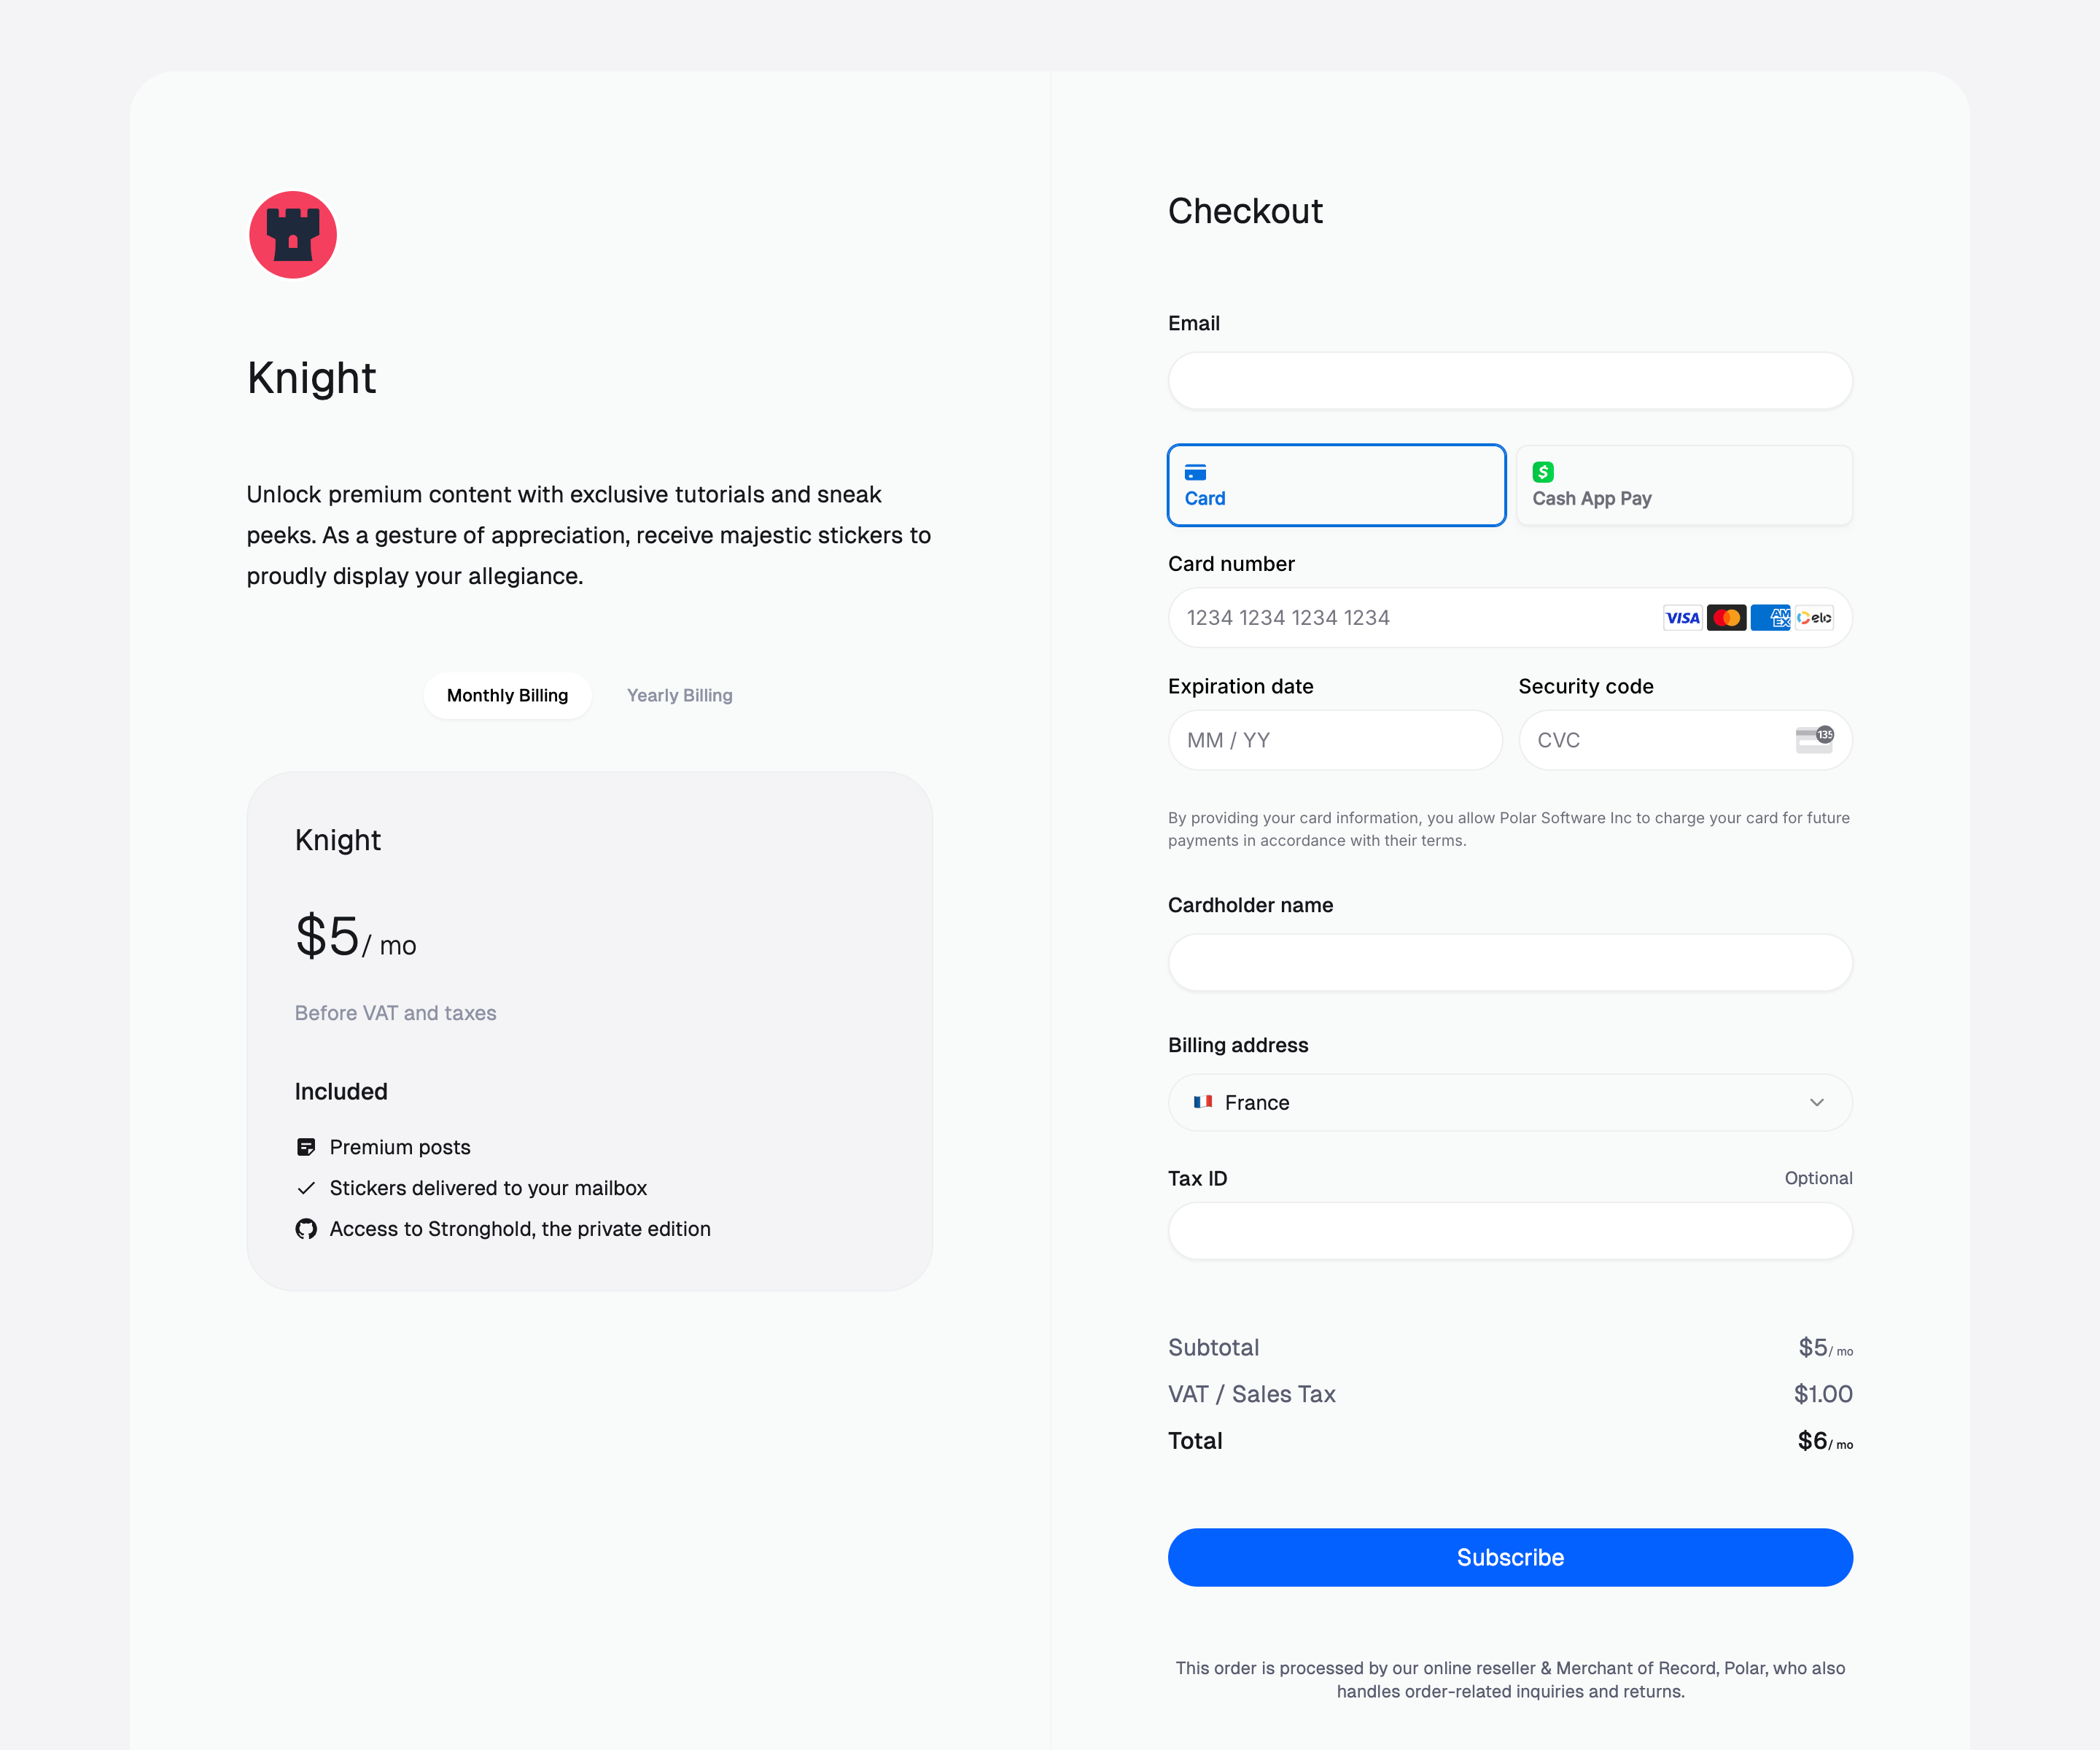 Knight
Unlock premium content with exclusive tutorials and sneak
peeks. As a gesture of appreciation, receive majestic stickers to
proudly display your allegiance.
Monthly Billing
Yearly Billing
Knight
$5/ mo
Before VAT and taxes
Included
Premium posts
Stickers delivered to your mailbox
Access to Stronghold, the private edition
Checkout
Email
Card
Cash App Pay
Card number
1234 1234 1234 1234
VISA
AM
EX
elo
Expiration date
Security code
MM / YY
CVC
135
By providing your card information, you allow Polar Software Inc to charge your card for future
payments in accordance with their terms.
Cardholder name
Billing address
France
Tax ID
Optional
Subtotal
$5/ mo
VAT / Sales Tax
$1.00
Total
$6/ mo
Subscribe
This order is processed by our online reseller & Merchant of Record, Polar, who also
handles order-related inquiries and returns.